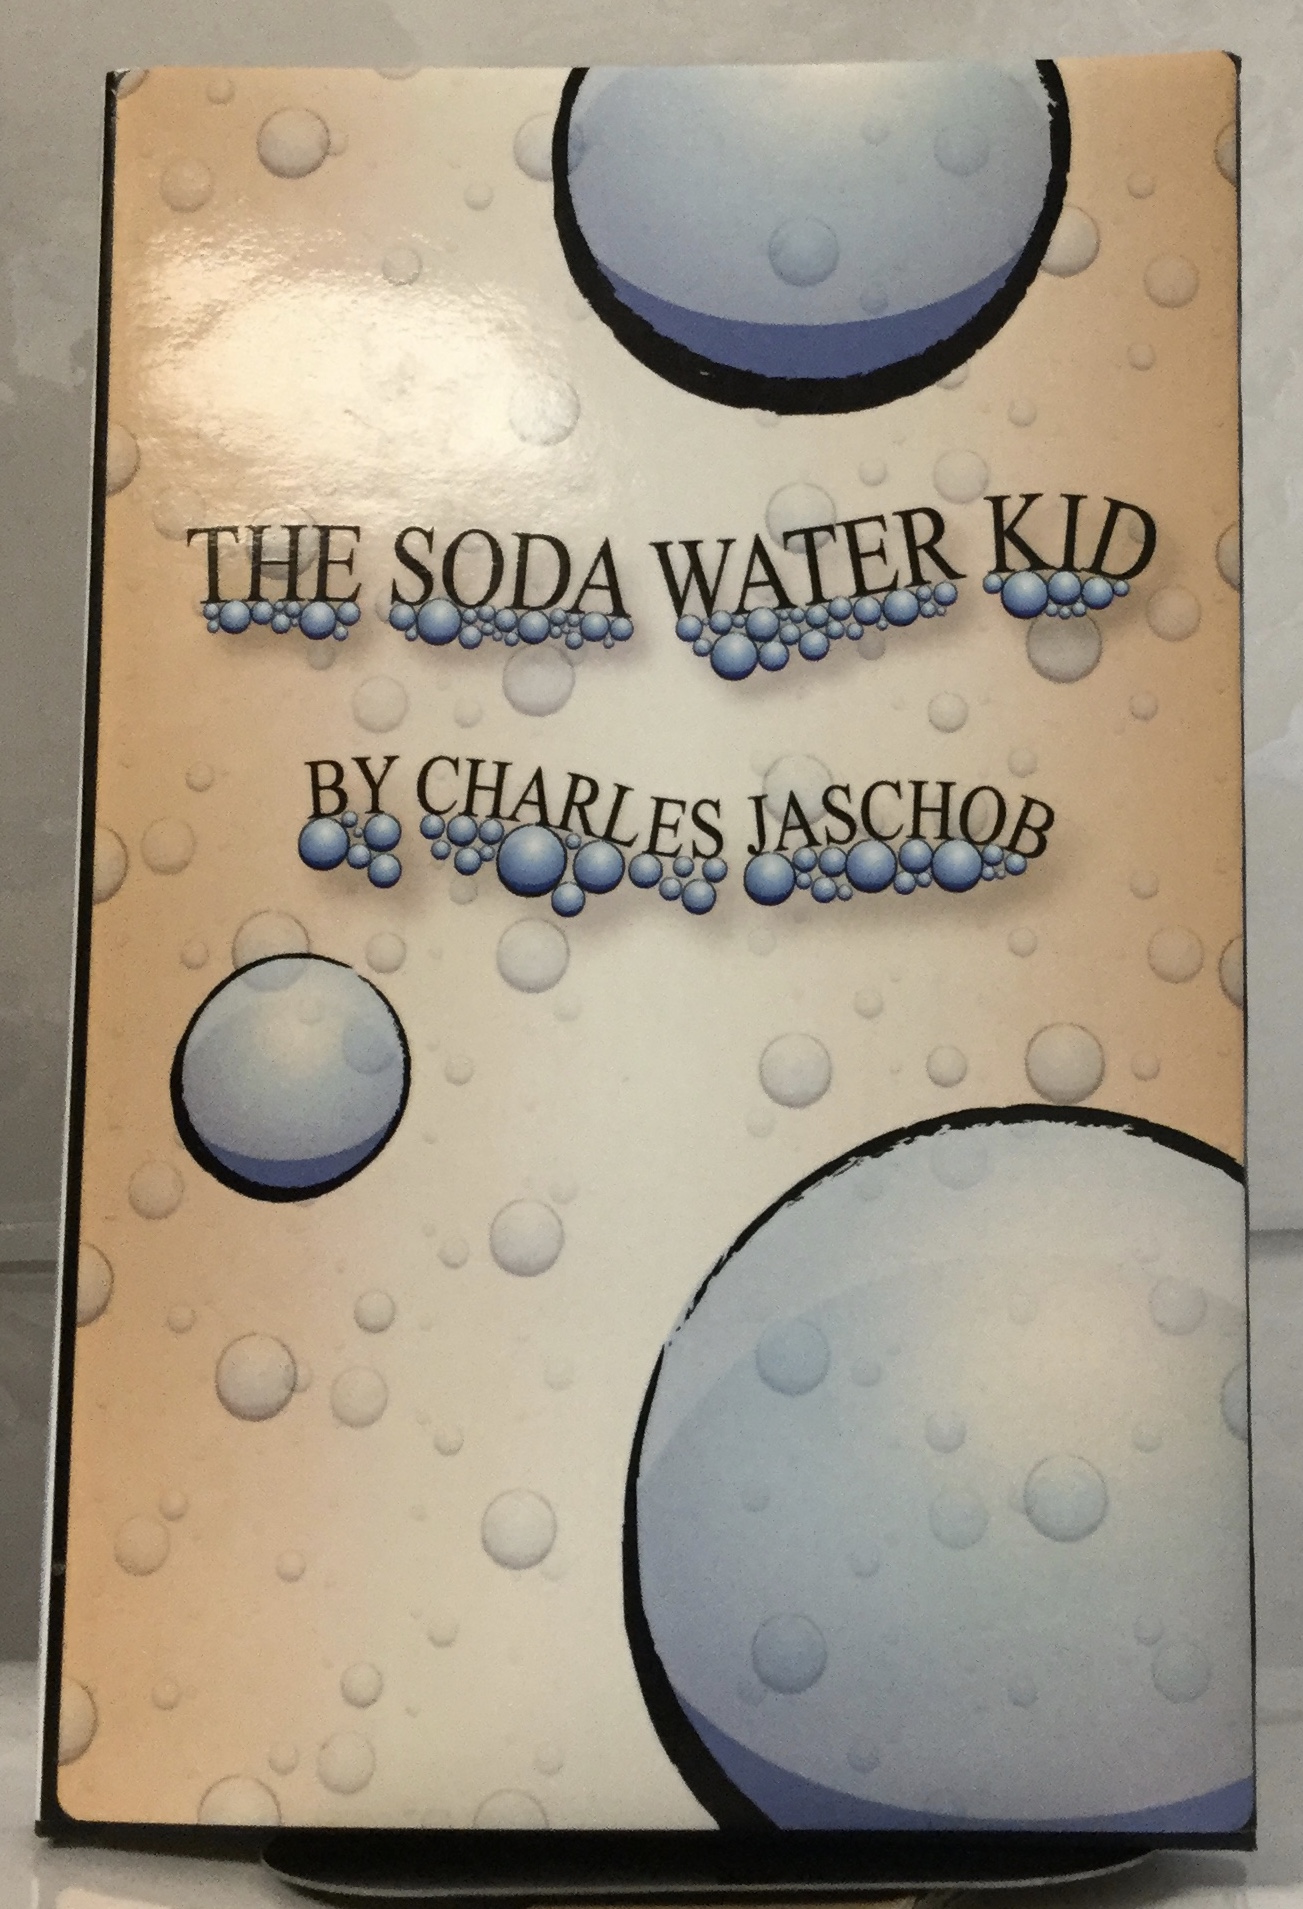 THE SODA WATER KID
BY CHARLES JASCHOB